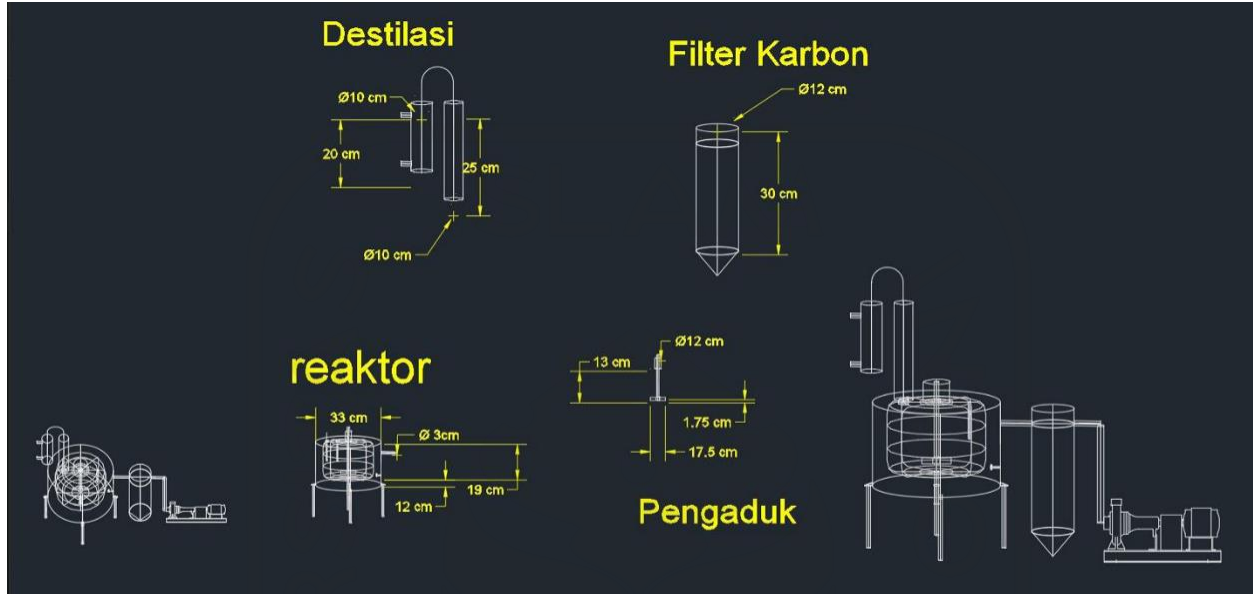 Destilasi
Ø10 cm
20 cm
25 cm
Ø10 cm
Filter Karbon
Ø12 cm
30 cm
reaktor
33 cm
Ø 3cm
19 cm
12 cm
13 cm
Ø12 cm
1.75 cm
17.5 cm
Pengaduk